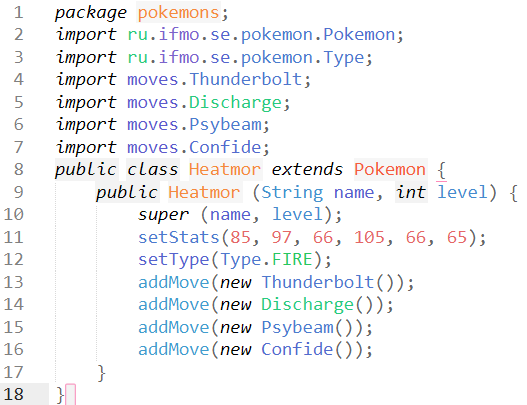 1 package pokemons;
2 import ru.ifmo.se.pokemon.Pokemon;
3 import ru.ifmo.se.pokemon.Type;
4 import moves.Thunderbolt;
5 import moves.Discharge;
6 import moves.Psybeam;
7 import moves.Confide;
8 public class Heatmor extends Pokemon {
9     public Heatmor (String name, int level) {
10         super (name, level);
11         setStats(85, 97, 66, 105, 66, 65);
12         setType(Type.FIRE);
13         addMove(new Thunderbolt());
14         addMove(new Discharge());
15         addMove(new Psybeam());
16         addMove(new Confide());
17     }
18 }